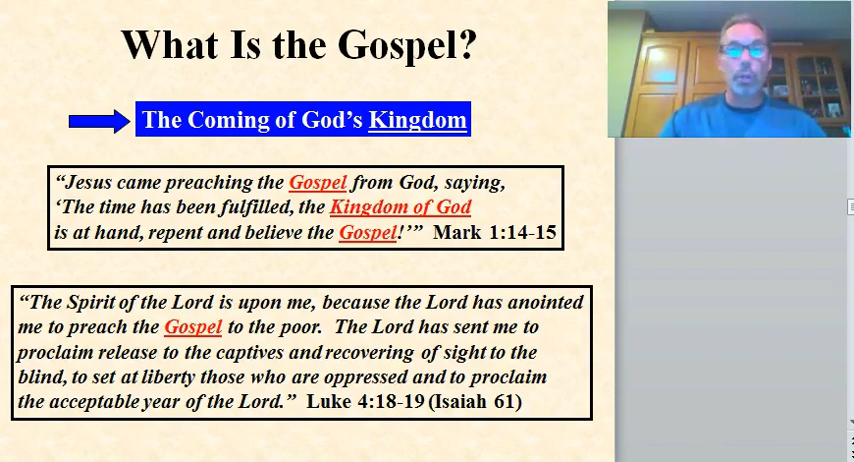 What Is the Gospel?
The Coming of God's Kingdom
“Jesus came preaching the Gospel from God, saying,
‘The time has been fulfilled, the Kingdom of God
is at hand, repent and believe the Gospel!’” Mark 1:14-15
“The Spirit of the Lord is upon me, because the Lord has anointed
me to preach the Gospel to the poor. The Lord has sent me to
proclaim release to the captives and recovering of sight to the
blind, to set at liberty those who are oppressed and to proclaim
the acceptable year of the Lord.” Luke 4:18-19 (Isaiah 61)